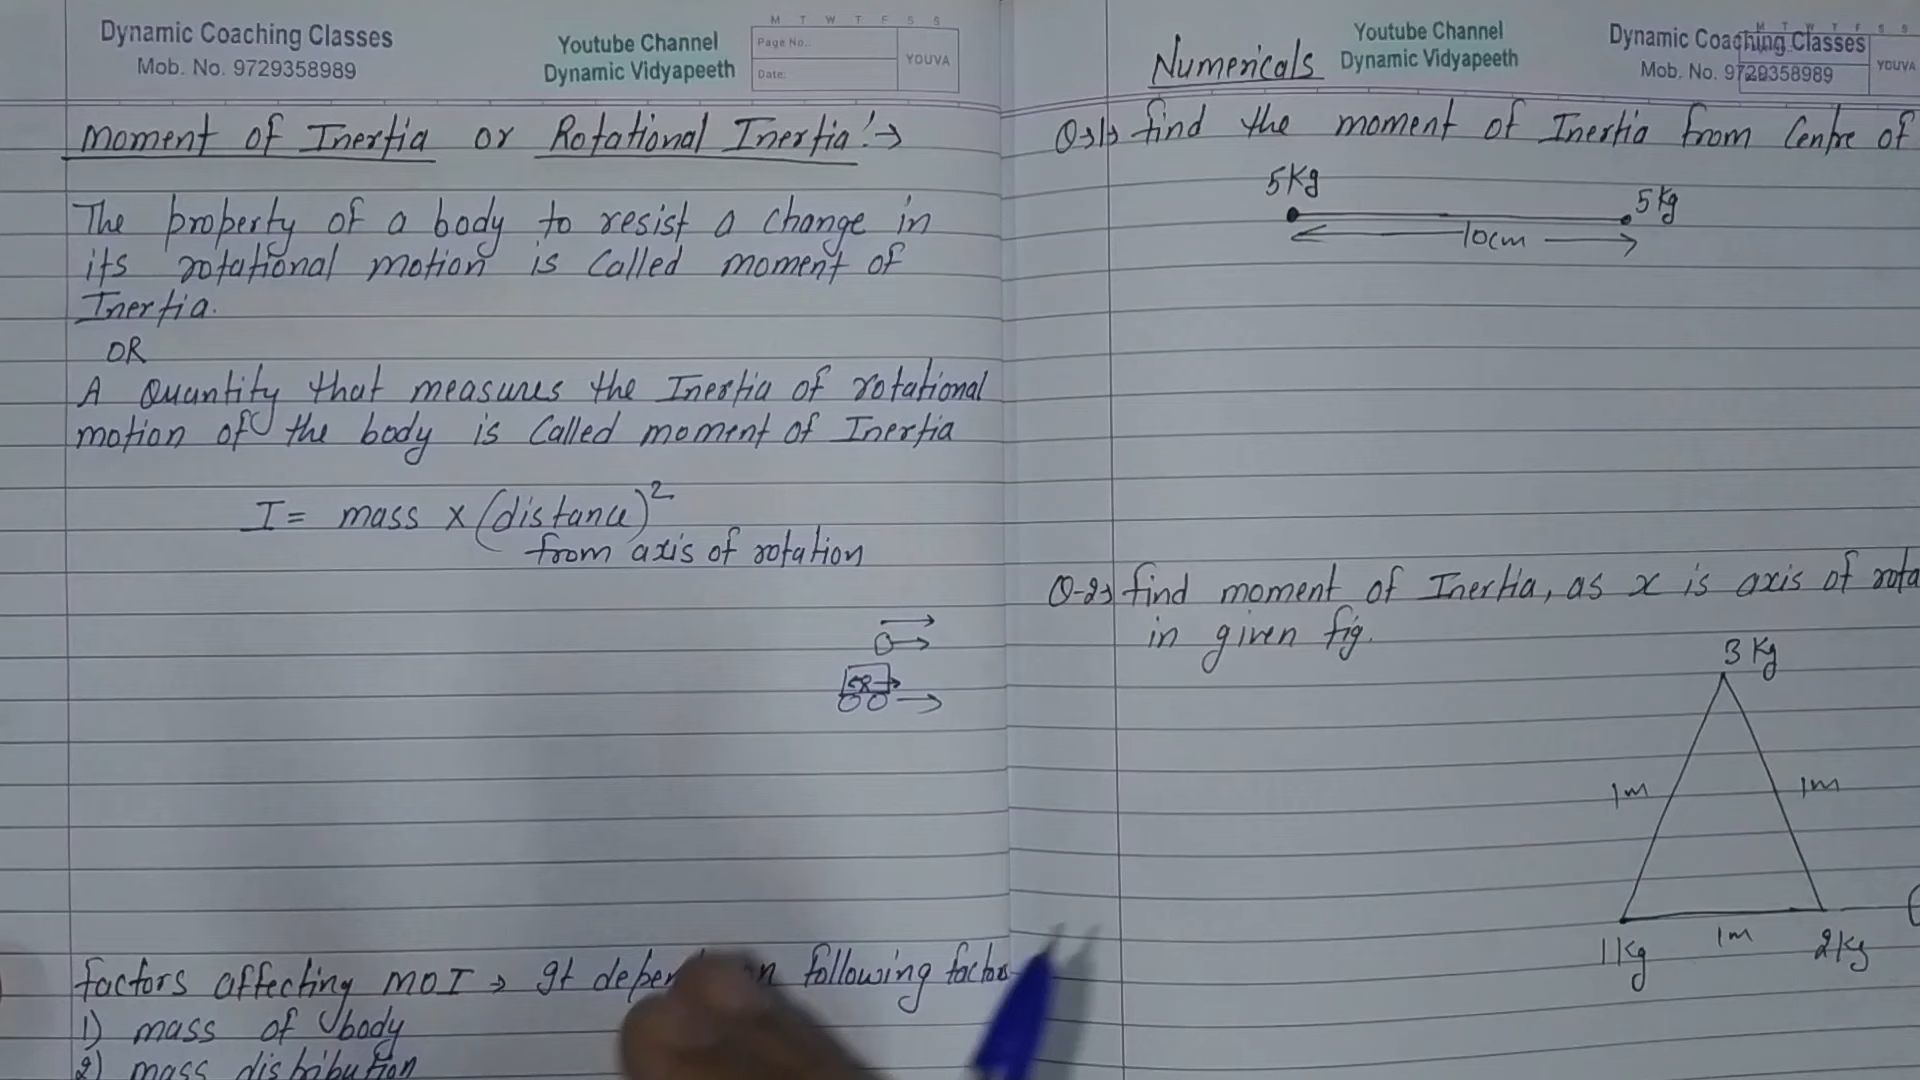 Dynamic Coaching Classes
Mob. No. 9729358989
Youtube Channel
Dynamic Vidyapeeth
M T W T F S S
Page No.
Date:
YOUVA
Moment of Inertia or Rotational Inertia:→
The property of a body to resist a change in
its rotational motion is Called moment of
Inertia.
OR
A Quantity that measures the Inertia of rotational
motion of the body is Called moment of Inertia
I = mass x (distance)²
from axis of rotation
factors affecting MOI → It on following factors
1) mass of body
2) mass distribution
Numericals
Youtube Channel
Dynamic Vidyapeeth
Dynamic Coaching Classes
Mob. No. 9729358989
M T W T F S S
YOUVA
Q→1) find the moment of Inertia from Centre of
5Kg
5Kg
10cm
Q-2→ find moment of Inertia, as x is axis of rota
in given fig.
3 Kg
1m
1m
1m
1Kg
2Kg